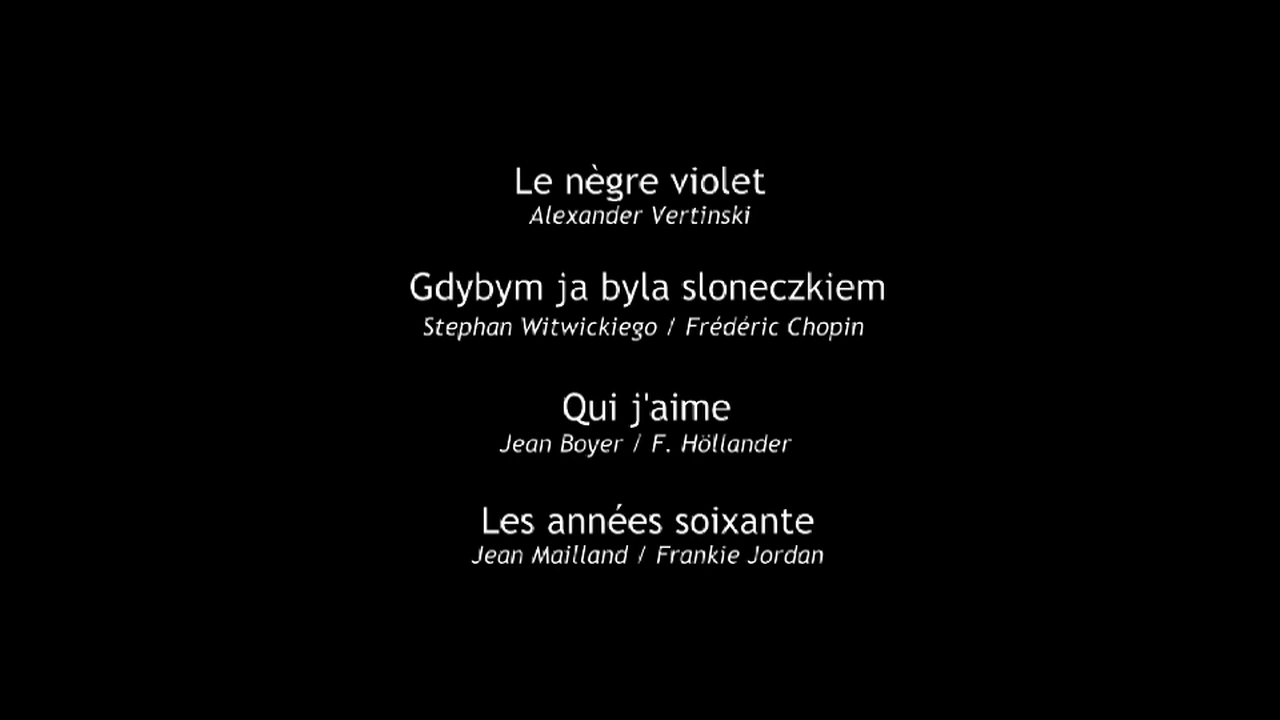 Le nègre violet
Alexander Vertinski
Gdybym ja byla sloneczkiem
Stephan Witwickiego / Frédéric Chopin
Qui j'aime
Jean Boyer / F. Höllander
Les années soixante
Jean Mailland / Frankie Jordan